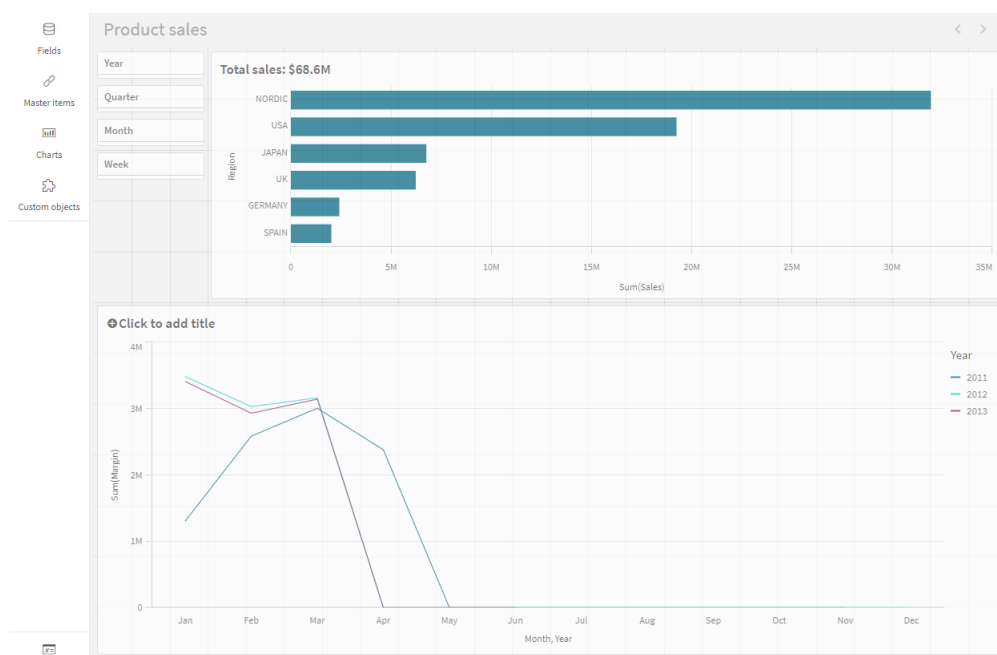 Fields
Master items
Charts
Custom objects
Product sales
Year
Quarter
Month
Week
Total sales: $68.6M
Region
NORDIC
USA
JAPAN
UK
GERMANY
SPAIN
0 5M 10M 15M 20M 25M 30M 35M
Sum(Sales)
Click to add title
Sum(Margin)
4M
3M
2M
1M
0
Jan Feb Mar Apr May Jun Jul Aug Sep Oct Nov Dec
Month, Year
Year
2011
2012
2013